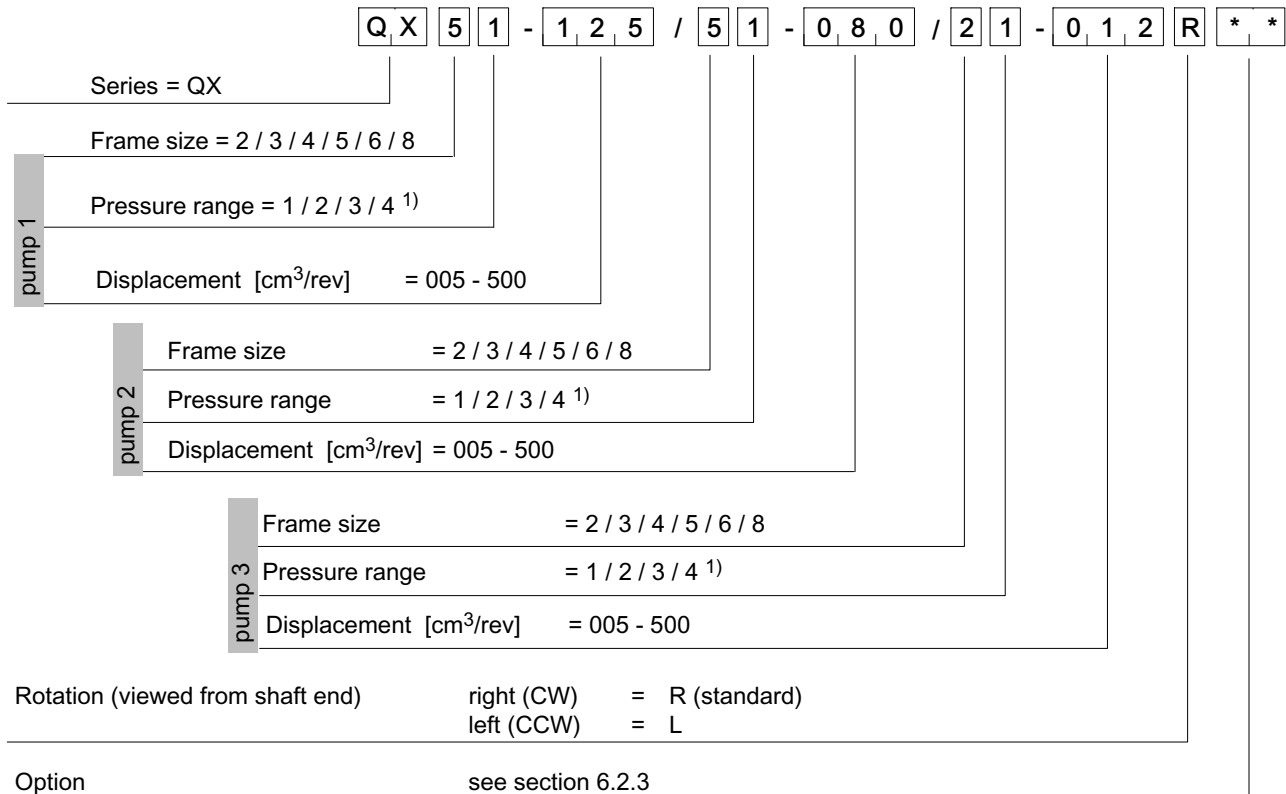 Q X 5 1 - 1 2 5 / 5 1 - 0 8 0 / 2 1 - 0 1 2 R * *
Series = QX
Frame size = 2 / 3 / 4 / 5 / 6 / 8
Pressure range = 1 / 2 / 3 / 4 1)
pump 1
Displacement [cm3/rev] = 005 - 500
Frame size = 2 / 3 / 4 / 5 / 6 / 8
Pressure range = 1 / 2 / 3 / 4 1)
pump 2
Displacement [cm3/rev] = 005 - 500
Frame size = 2 / 3 / 4 / 5 / 6 / 8
Pressure range = 1 / 2 / 3 / 4 1)
pump 3
Displacement [cm3/rev] = 005 - 500
Rotation (viewed from shaft end) right (CW) = R (standard)
left (CCW) = L
Option see section 6.2.3